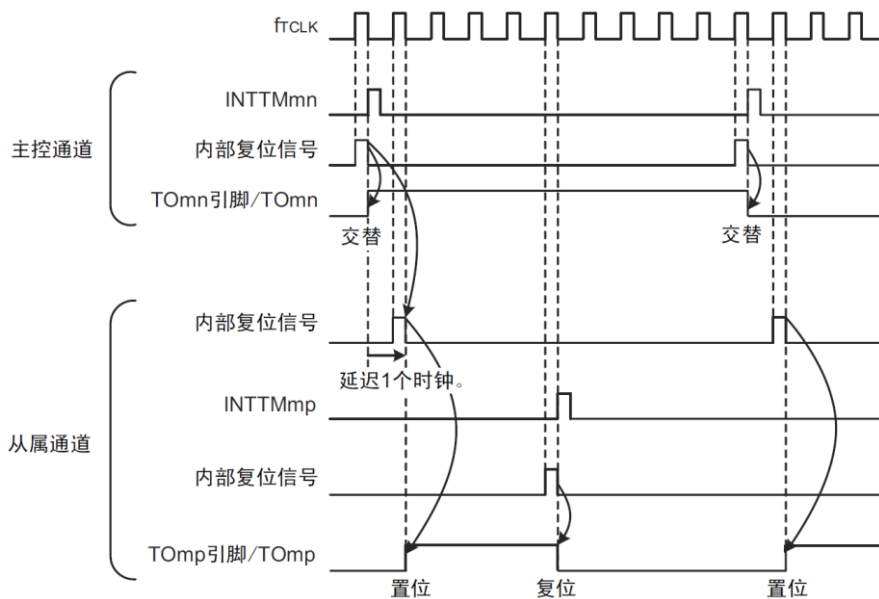 fTCLK
INTTMmn
主控通道
内部复位信号
TOmn引脚/TOmn
交替
交替
内部复位信号
延迟1个时钟。
INTTMmp
从属通道
内部复位信号
TOmp引脚/TOmp
置位
复位
置位